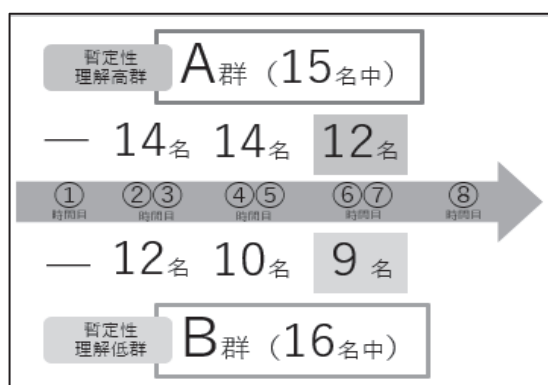 暫定性
理解高群
A群（15名中）
― 14名 14名 12名
① ②③ ④⑤ ⑥⑦ ⑧
時間目 時間目 時間目 時間目 時間目
― 12名 10名 9名
暫定性
理解低群
B群（16名中）